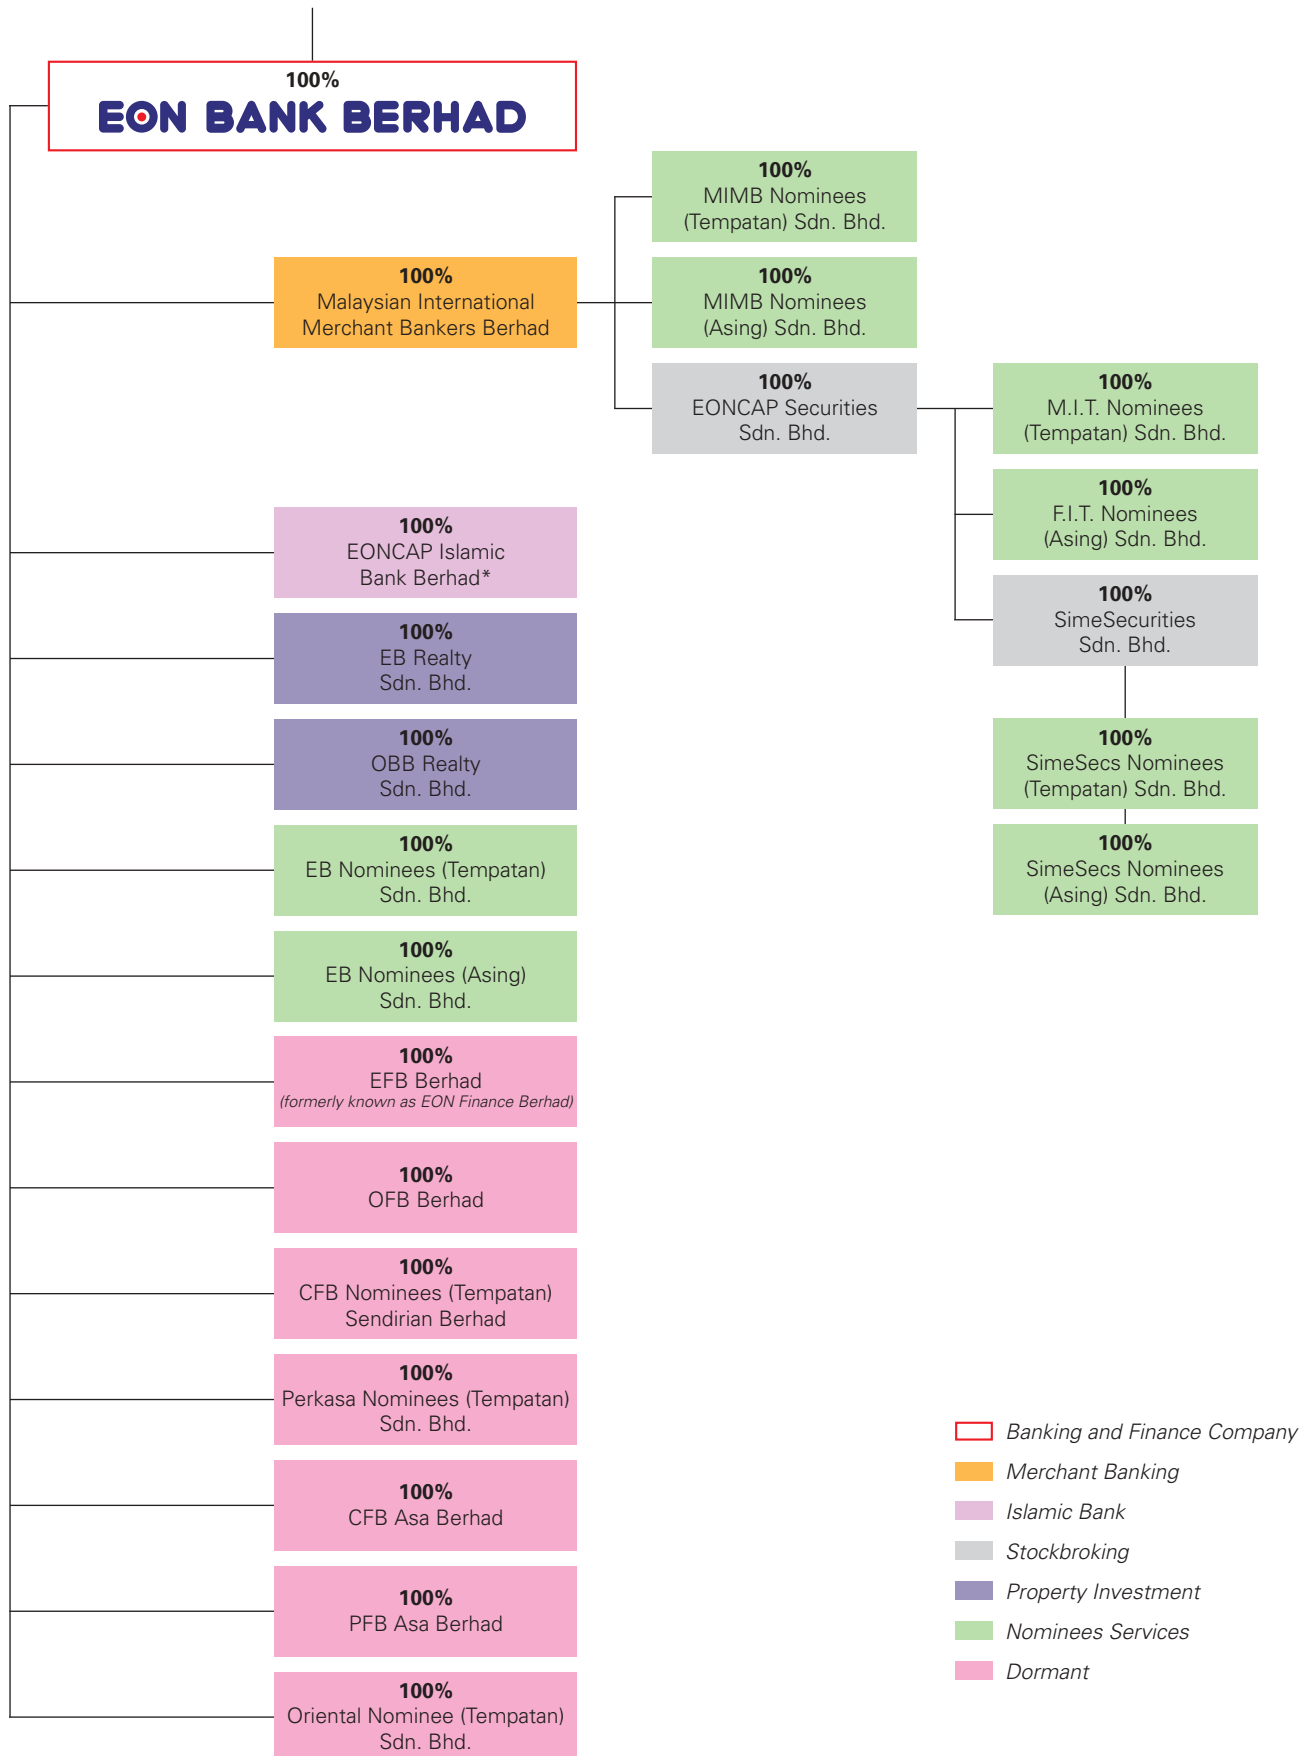 100%
EON BANK BERHAD
100%
MIMB Nominees
(Tempatan) Sdn. Bhd.
100%
Malaysian International
Merchant Bankers Berhad
100%
MIMB Nominees
(Asing) Sdn. Bhd.
100%
EONCAP Securities
Sdn. Bhd.
100%
M.I.T. Nominees
(Tempatan) Sdn. Bhd.
100%
F.I.T. Nominees
(Asing) Sdn. Bhd.
100%
SimeSecurities
Sdn. Bhd.
100%
SimeSecs Nominees
(Tempatan) Sdn. Bhd.
100%
SimeSecs Nominees
(Asing) Sdn. Bhd.
100%
EONCAP Islamic
Bank Berhad*
100%
EB Realty
Sdn. Bhd.
100%
OBB Realty
Sdn. Bhd.
100%
EB Nominees (Tempatan)
Sdn. Bhd.
100%
EB Nominees (Asing)
Sdn. Bhd.
100%
EFB Berhad
(formerly known as EON Finance Berhad)
100%
OFB Berhad
100%
CFB Nominees (Tempatan)
Sendirian Berhad
100%
Perkasa Nominees (Tempatan)
Sdn. Bhd.
100%
CFB Asa Berhad
100%
PFB Asa Berhad
100%
Oriental Nominee (Tempatan)
Sdn. Bhd.
Banking and Finance Company
Merchant Banking
Islamic Bank
Stockbroking
Property Investment
Nominees Services
Dormant